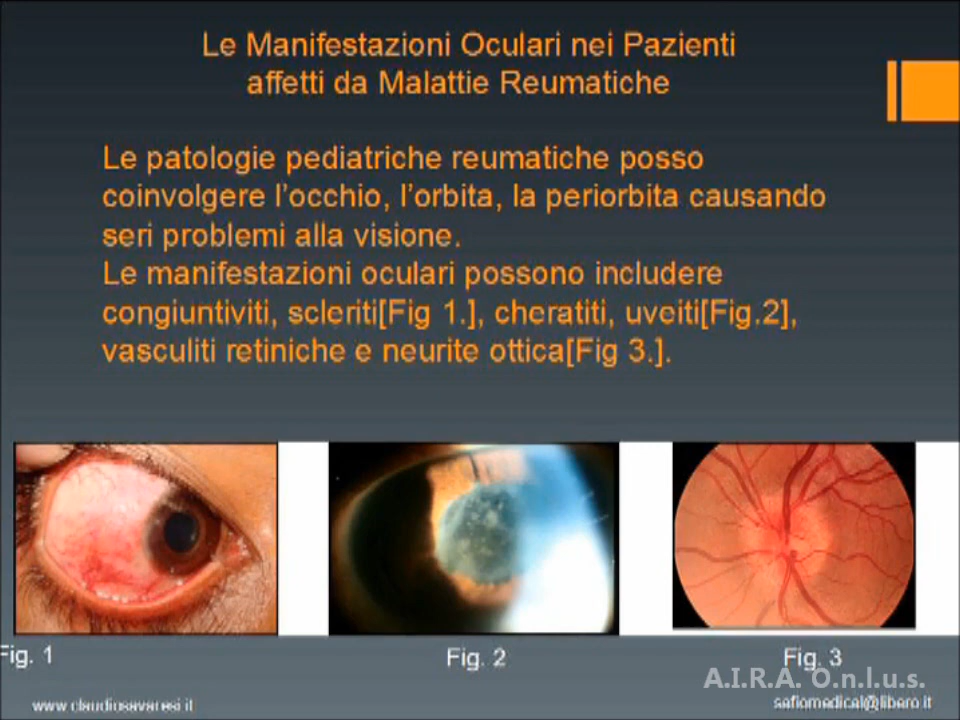 Le Manifestazioni Oculari nei Pazienti
affetti da Malattie Reumatiche
Le patologie pediatriche reumatiche posso
coinvolgere l'occhio, l'orbita, la periorbita causando
seri problemi alla visione.
Le manifestazioni oculari possono includere
congiuntiviti, scleriti[Fig 1.], cheratiti, uveiti[Fig.2],
vasculiti retiniche e neurite ottica[Fig 3.].
Fig. 1
Fig. 2
Fig. 3
A.I.R.A. O.n.l.u.s.
www.claudiosavaresi.it
safiomedical@libero.it